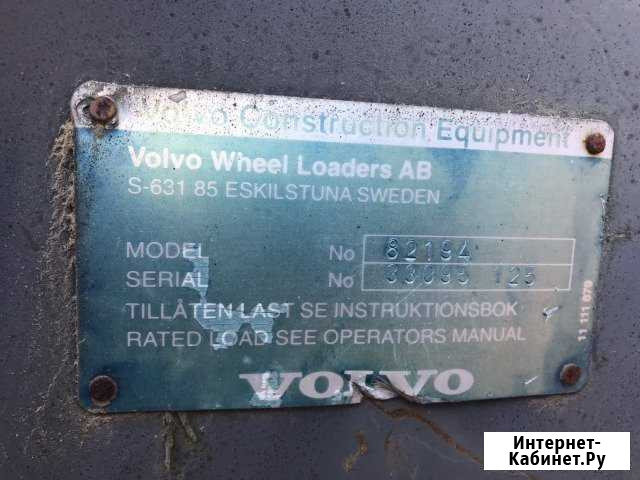 Volvo Construction Equipment
Volvo Wheel Loaders AB
S-631 85 ESKILSTUNA SWEDEN
MODEL No 82194
SERIAL No 125
TILLÅTEN LAST SE INSTRUKTIONSBOK
RATED LOAD SEE OPERATORS MANUAL
11 111 079
VOLVO
Интернет-
Кабинет.Ру